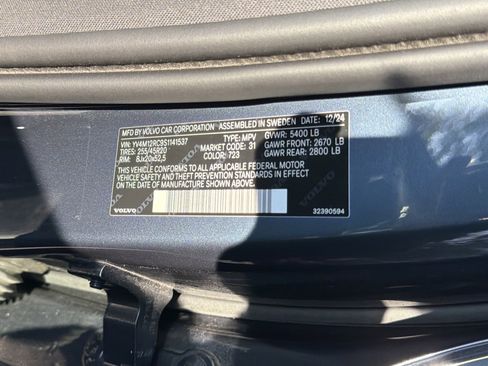 MFD. BY VOLVO CAR CORPORATION ASSEMBLED IN SWEDEN 12/24
VIN: YV4M12RC9S1141537 TYPE: MPV GVWR: 5400 LB
TIRES: 255/45R20 MARKET CODE: 31 GAWR FRONT: 2670 LB
RIM: 8Jx20x52,5 COLOR: 723 GAWR REAR: 2800 LB
THIS VEHICLE CONFORMS TO ALL APPLICABLE FEDERAL MOTOR
VEHICLE SAFETY AND THEFT PREVENTION STANDARDS IN
EFFECT ON THE DATE OF MANUFACTURE SHOWN ABOVE.
VOLVO
32390594